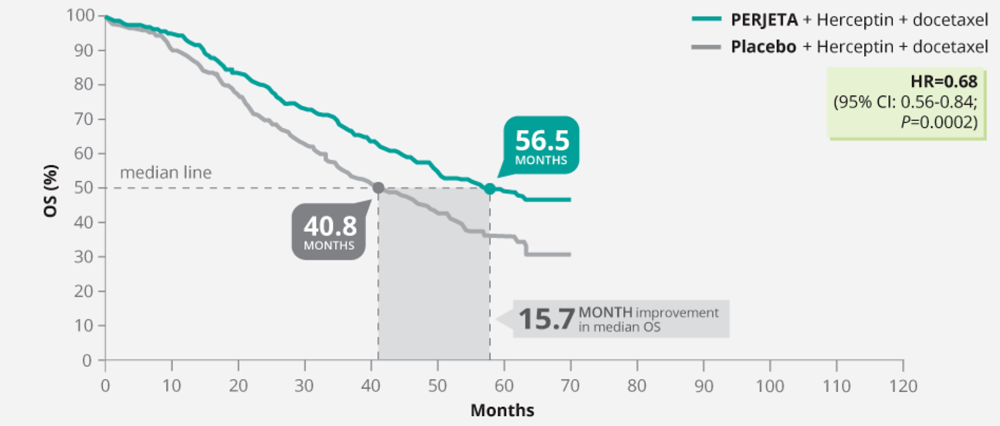 PERJETA + Herceptin + docetaxel
Placebo + Herceptin + docetaxel
HR=0.68
(95% CI: 0.56-0.84;
P=0.0002)
OS (%)
100
90
80
70
60
50
40
30
20
10
0
median line
56.5
MONTHS
40.8
MONTHS
15.7 MONTH improvement
in median OS
0 10 20 30 40 50 60 70 80 90 100 110 120
Months